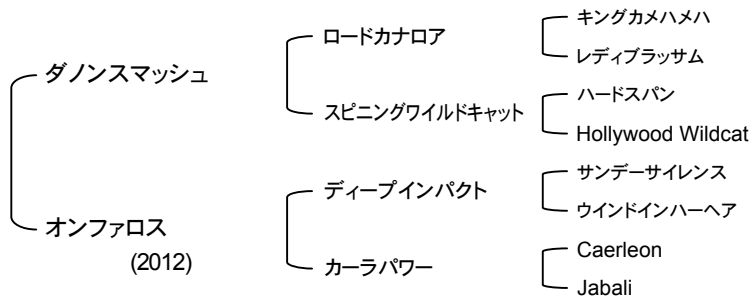 ダノンスマッシュ
ロードカナロア
キングカメハメハ
レディブラッサム
スピニングワイルドキャット
ハードスパン
Hollywood Wildcat
オンファロス
(2012)
ディープインパクト
サンデーサイレンス
ウインドインハーヘア
カーラパワー
Caerleon
Jabali